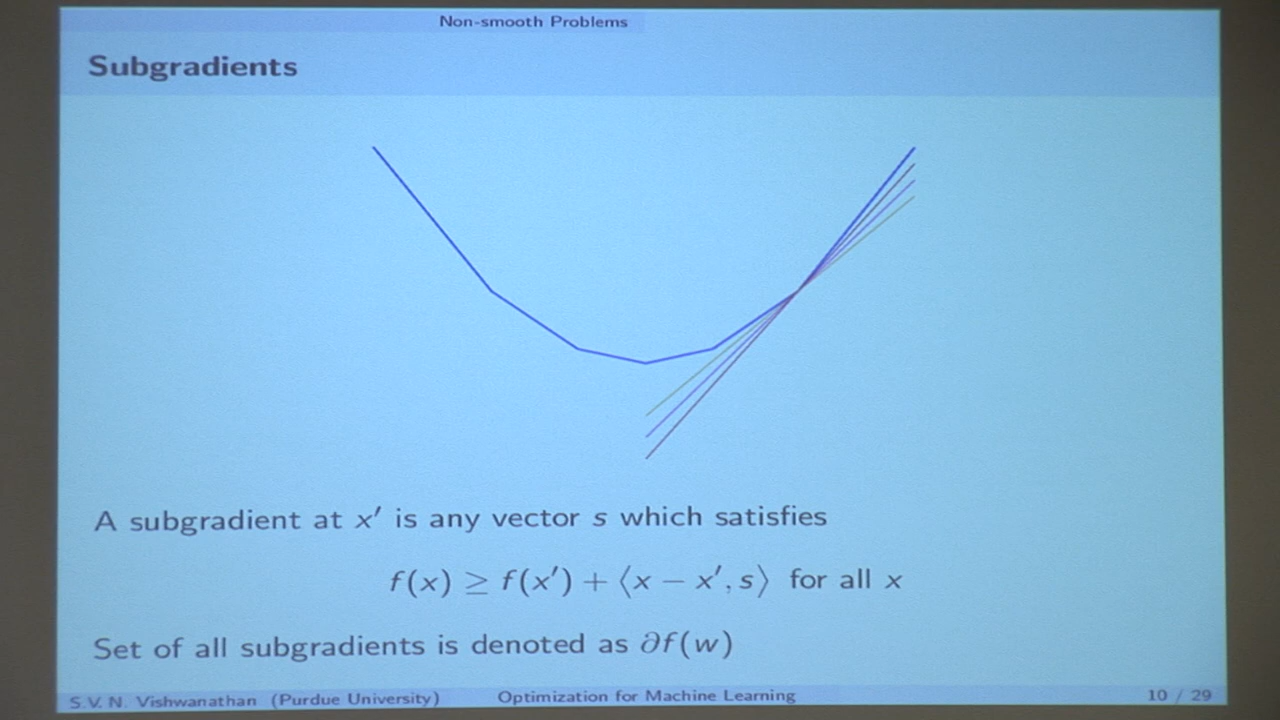 Non-smooth Problems
Subgradients
A subgradient at x′ is any vector s which satisfies
f(x) ≥ f(x′) + ⟨x − x′, s⟩ for all x
Set of all subgradients is denoted as ∂f(w)
S.V. N. Vishwanathan (Purdue University) Optimization for Machine Learning 10 / 29